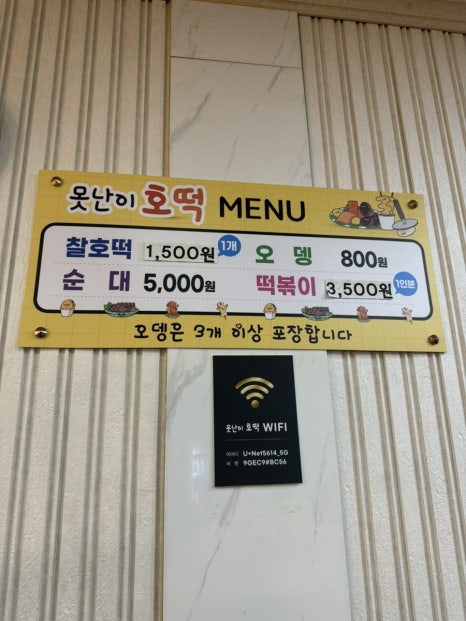 못난이 호떡 MENU
찰호떡 1,500원 1개 오뎅 800원
순대 5,000원 떡볶이 3,500원 1인분
오뎅은 3개 이상 포장합니다
못난이 호떡 WIFI
아이디 U+Net5614_5G
비번 9GEC9#BC56